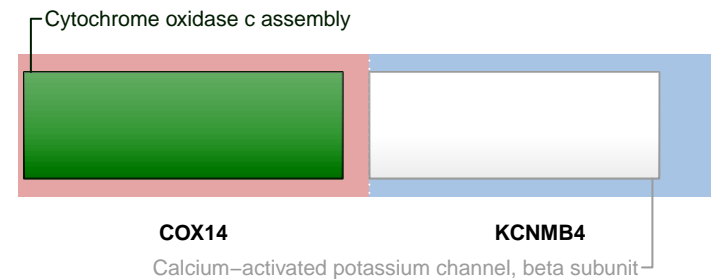 Cytochrome oxidase c assembly
COX14 KCNMB4
Calcium−activated potassium channel, beta subunit